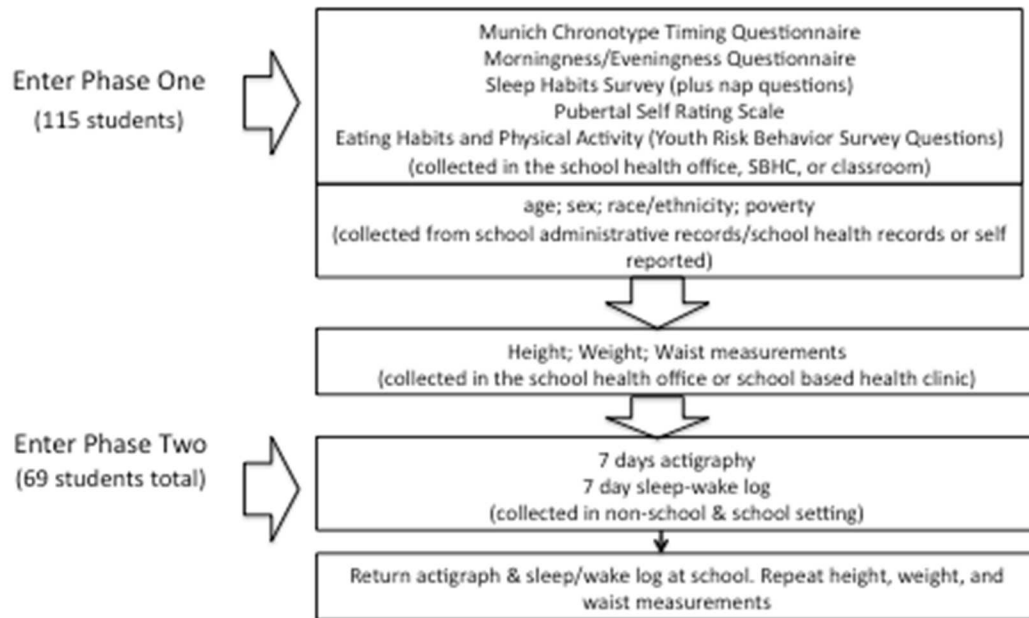 Enter Phase One
(115 students)
Munich Chronotype Timing Questionnaire
Morningness/Eveningness Questionnaire
Sleep Habits Survey (plus nap questions)
Pubertal Self Rating Scale
Eating Habits and Physical Activity (Youth Risk Behavior Survey Questions)
(collected in the school health office, SBHC, or classroom)
age; sex; race/ethnicity; poverty
(collected from school administrative records/school health records or self
reported)
Height; Weight; Waist measurements
(collected in the school health office or school based health clinic)
Enter Phase Two
(69 students total)
7 days actigraphy
7 day sleep-wake log
(collected in non-school & school setting)
Return actigraph & sleep/wake log at school. Repeat height, weight, and
waist measurements